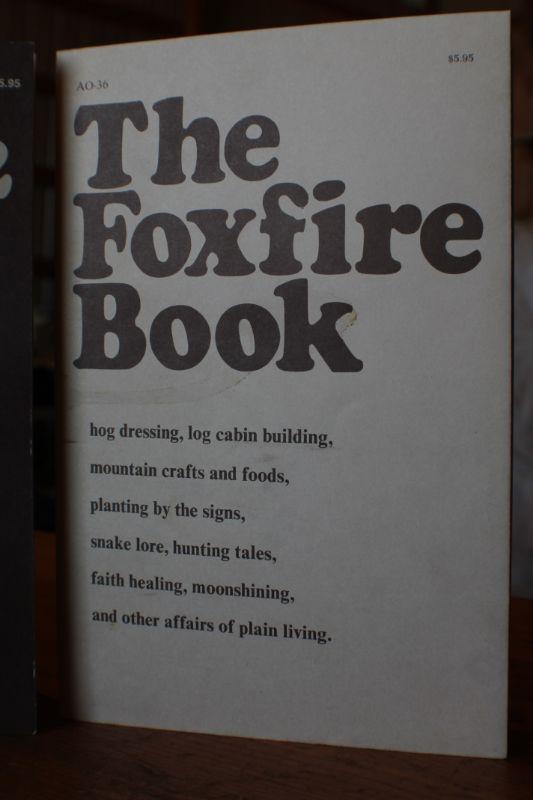 AO-36
$5.95
The
Foxfire
Book
hog dressing, log cabin building,
mountain crafts and foods,
planting by the signs,
snake lore, hunting tales,
faith healing, moonshining,
and other affairs of plain living.
5.95